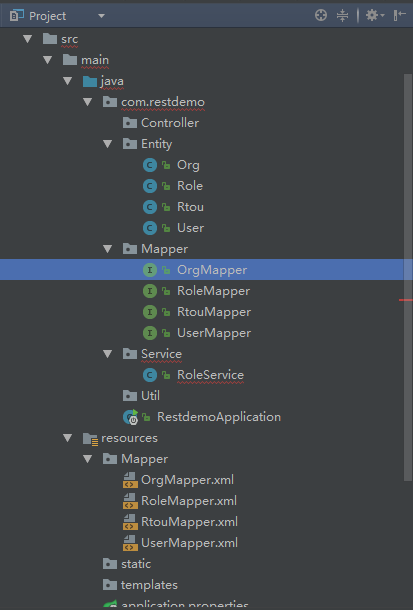 Project
src
main
java
com.restdemo
Controller
Entity
Org
Role
Rtou
User
Mapper
OrgMapper
RoleMapper
RtouMapper
UserMapper
Service
RoleService
Util
RestdemoApplication
resources
Mapper
OrgMapper.xml
RoleMapper.xml
RtouMapper.xml
UserMapper.xml
static
templates
application.properties